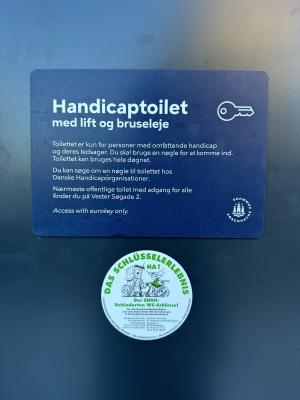 Handicaptoilet
med lift og bruseleje
Toilettet er kun for personer med omfattende handicap
og deres ledsager. Du skal bruge en nøgle for at komme ind.
Toilettet kan bruges hele døgnet.
Du kan søge om en nøgle til toilettet hos
Danske Handicaporganisationer.
Nærmeste offentlige toilet med adgang for alle
finder du på Vester Søgade 2.
Access with eurokey only.
DAS SCHLÜSSELERLEBNIS
HA!
Der EURO-
Behinderten WC-Schlüssel